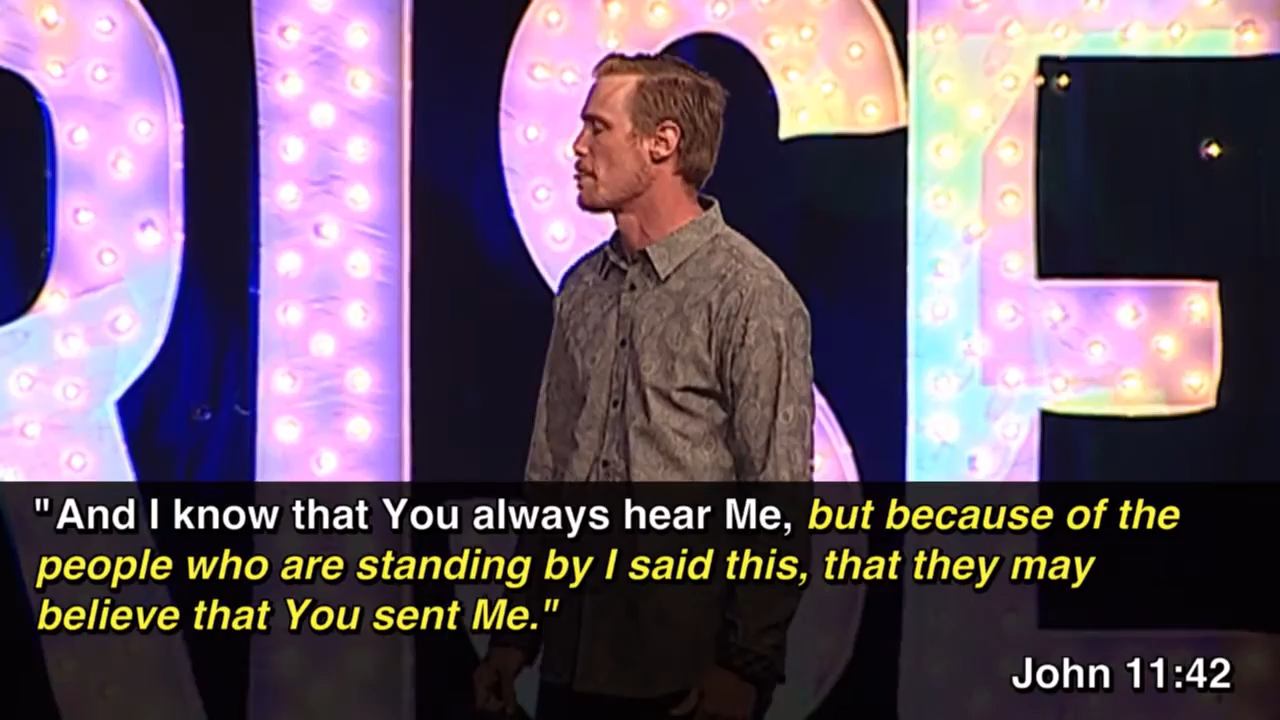 RISE
"And I know that You always hear Me, but because of the
people who are standing by I said this, that they may
believe that You sent Me."
John 11:42